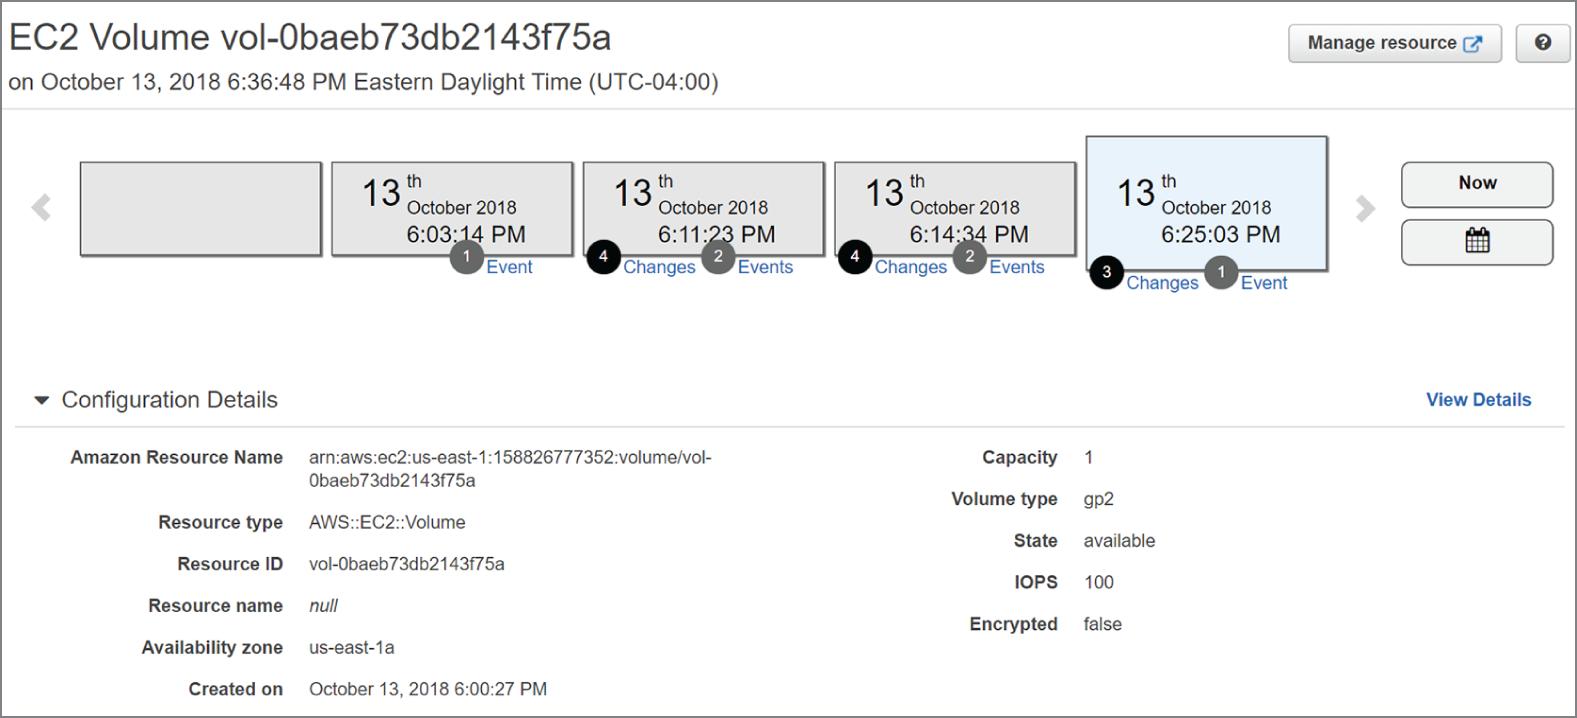 EC2 Volume vol-0baeb73db2143f75a
Manage resource
?
on October 13, 2018 6:36:48 PM Eastern Daylight Time (UTC-04:00)
13 th
October 2018
6:03:14 PM
1 Event
13 th
October 2018
6:11:23 PM
4 Changes 2 Events
13 th
October 2018
6:14:34 PM
4 Changes 2 Events
13 th
October 2018
6:25:03 PM
3 Changes 1 Event
Now
Configuration Details
View Details
Amazon Resource Name arn:aws:ec2:us-east-1:158826777352:volume/vol-
0baeb73db2143f75a
Resource type AWS::EC2::Volume
Resource ID vol-0baeb73db2143f75a
Resource name null
Availability zone us-east-1a
Created on October 13, 2018 6:00:27 PM
Capacity 1
Volume type gp2
State available
IOPS 100
Encrypted false